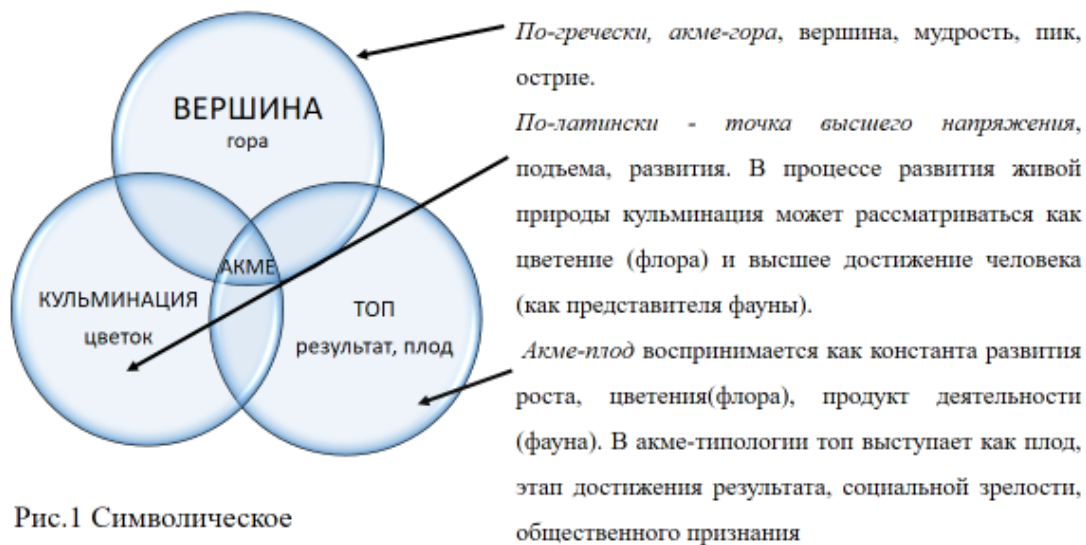 ВЕРШИНА
гора
АКМЕ
КУЛЬМИНАЦИЯ
цветок
ТОП
результат, плод
Рис.1 Символическое
По-гречески, акме-гора, вершина, мудрость, пик,
острие.
По-латински - точка высшего напряжения,
подъема, развития. В процессе развития живой
природы кульминация может рассматриваться как
цветение (флора) и высшее достижение человека
(как представителя фауны).
Акме-плод воспринимается как константа развития
роста, цветения(флора), продукт деятельности
(фауна). В акме-типологии топ выступает как плод,
этап достижения результата, социальной зрелости,
общественного признания